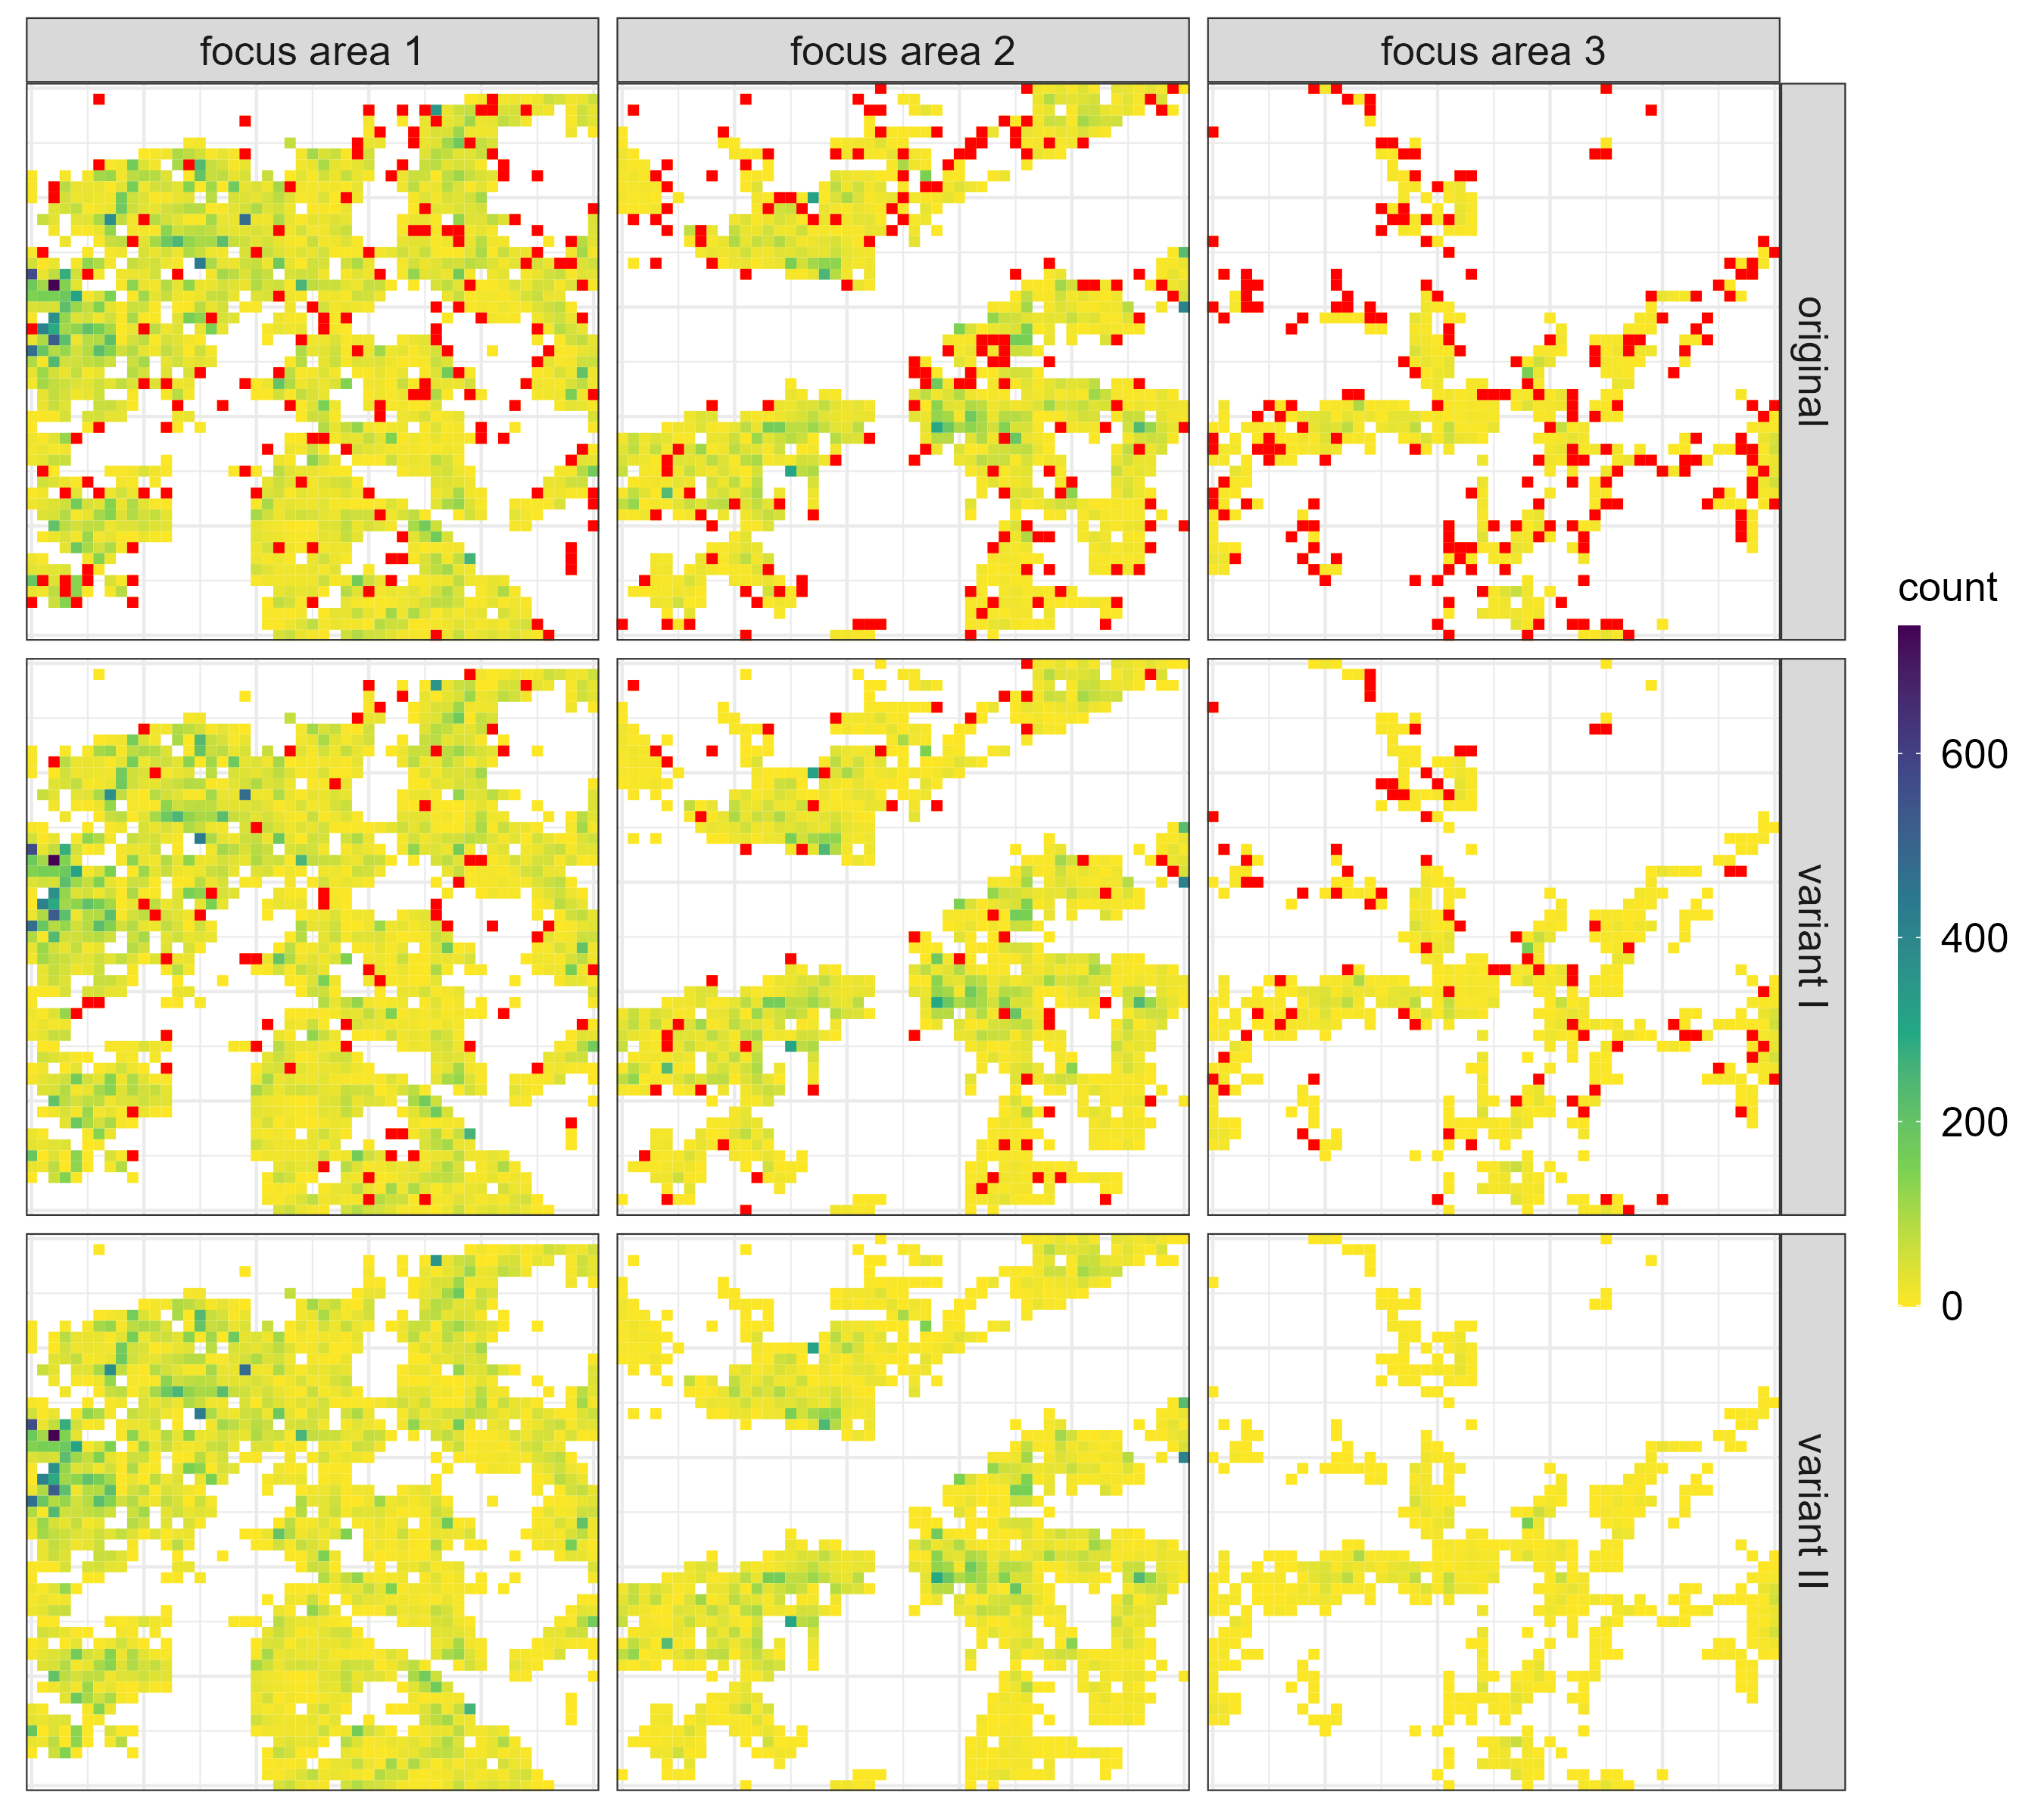 focus area 1
focus area 2
focus area 3
original
variant I
variant II
count
600
400
200
0